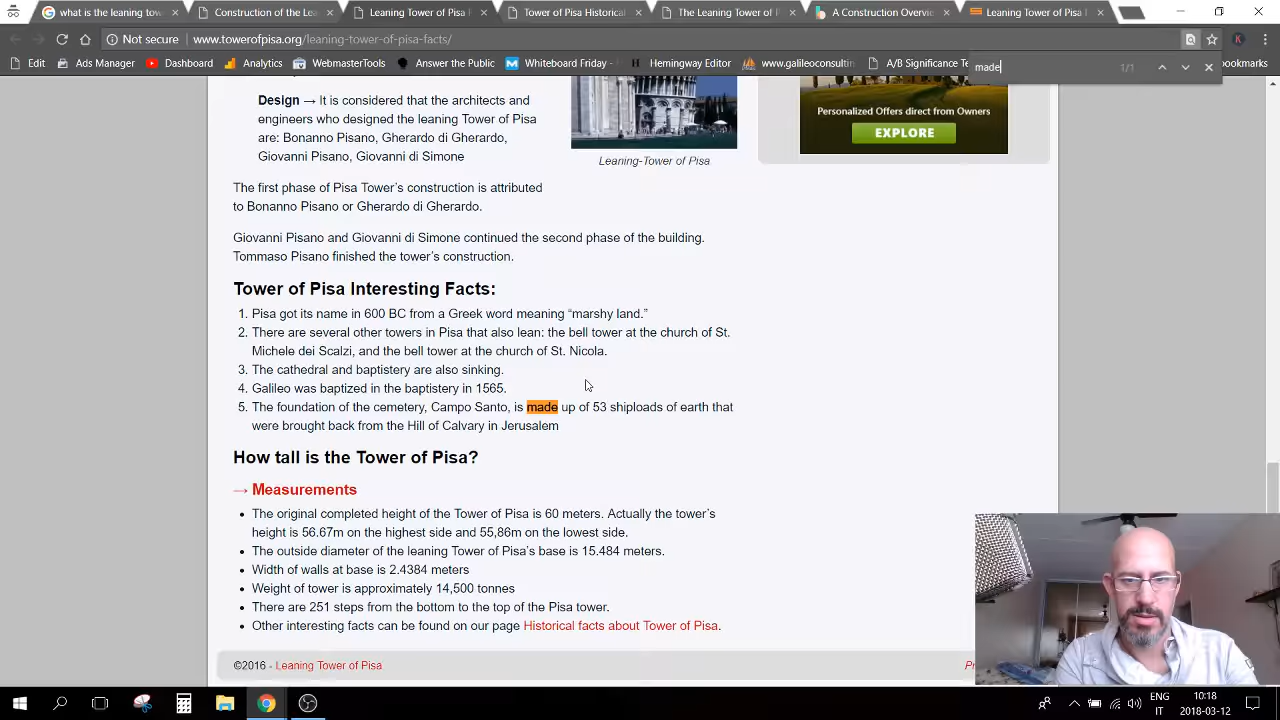 what is the leaning tow
Construction of the Lea
Leaning Tower of Pisa F
Tower of Pisa Historical
The Leaning Tower of P
A Construction Overvie
Leaning Tower of Pisa I
Not secure
www.towerofpisa.org/leaning-tower-of-pisa-facts/
K
Edit
Ads Manager
Dashboard
Analytics
WebmasterTools
Answer the Public
Whiteboard Friday -
Hemingway Editor
www.galileoconsultin
A/B Significance Te
bookmarks
made
1/1
Design → It is considered that the architects and
engineers who designed the leaning Tower of Pisa
are: Bonanno Pisano, Gherardo di Gherardo,
Giovanni Pisano, Giovanni di Simone
Leaning-Tower of Pisa
Personalized Offers direct from Owners
EXPLORE
The first phase of Pisa Tower's construction is attributed
to Bonanno Pisano or Gherardo di Gherardo.
Giovanni Pisano and Giovanni di Simone continued the second phase of the building.
Tommaso Pisano finished the tower's construction.
Tower of Pisa Interesting Facts:
1. Pisa got its name in 600 BC from a Greek word meaning “marshy land.”
2. There are several other towers in Pisa that also lean: the bell tower at the church of St.
Michele dei Scalzi, and the bell tower at the church of St. Nicola.
3. The cathedral and baptistery are also sinking.
4. Galileo was baptized in the baptistery in 1565.
5. The foundation of the cemetery, Campo Santo, is made up of 53 shiploads of earth that
were brought back from the Hill of Calvary in Jerusalem
How tall is the Tower of Pisa?
→ Measurements
• The original completed height of the Tower of Pisa is 60 meters. Actually the tower's
height is 56.67m on the highest side and 55,86m on the lowest side.
• The outside diameter of the leaning Tower of Pisa's base is 15.484 meters.
• Width of walls at base is 2.4384 meters
• Weight of tower is approximately 14,500 tonnes
• There are 251 steps from the bottom to the top of the Pisa tower.
• Other interesting facts can be found on our page Historical facts about Tower of Pisa.
©2016 - Leaning Tower of Pisa
Pr
ENG
IT
10:18
2018-03-12